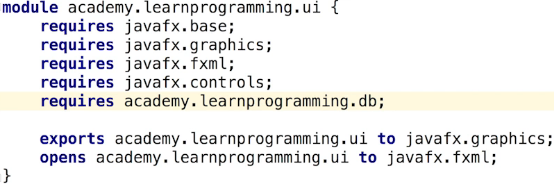 module academy.learnprogramming.ui {
requires javafx.base;
requires javafx.graphics;
requires javafx.fxml;
requires javafx.controls;
requires academy.learnprogramming.db;
exports academy.learnprogramming.ui to javafx.graphics;
opens academy.learnprogramming.ui to javafx.fxml;
}